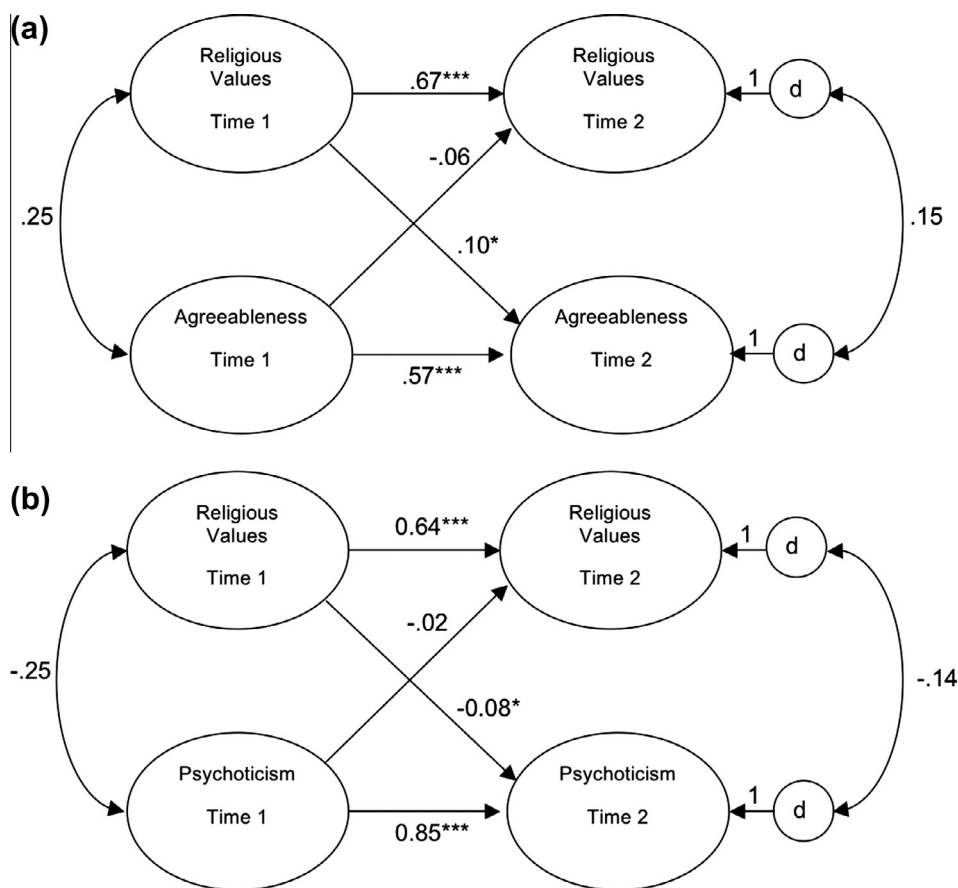 (a)
Religious
Values
Time 1
.67***
Religious
Values
Time 2
1
d
-.06
.25
.10*
.15
Agreeableness
Time 1
.57***
Agreeableness
Time 2
1
d
(b)
Religious
Values
Time 1
0.64***
Religious
Values
Time 2
1
d
-.02
-.25
-0.08*
-.14
Psychoticism
Time 1
0.85***
Psychoticism
Time 2
1
d